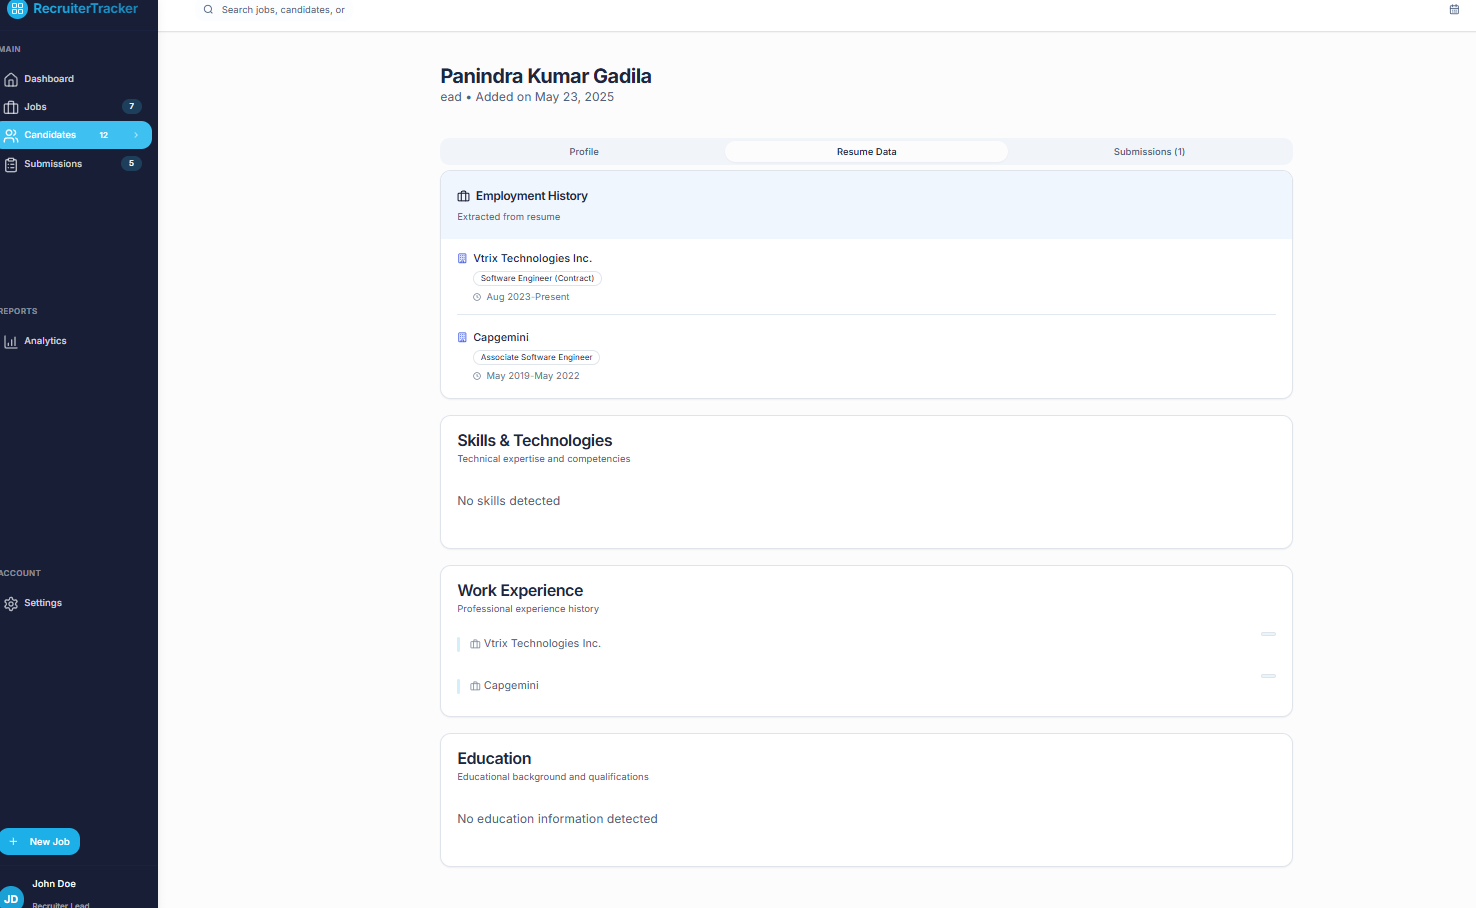 RecruiterTracker
Search jobs, candidates, or
MAIN
Dashboard
Jobs 7
Candidates 12
Submissions 5
REPORTS
Analytics
ACCOUNT
Settings
+ New Job
JD
John Doe
Recruiter Lead
Panindra Kumar Gadila
ead • Added on May 23, 2025
Profile
Resume Data
Submissions (1)
Employment History
Extracted from resume
Vtrix Technologies Inc.
Software Engineer (Contract)
Aug 2023-Present
Capgemini
Associate Software Engineer
May 2019-May 2022
Skills & Technologies
Technical expertise and competencies
No skills detected
Work Experience
Professional experience history
Vtrix Technologies Inc.
Capgemini
Education
Educational background and qualifications
No education information detected